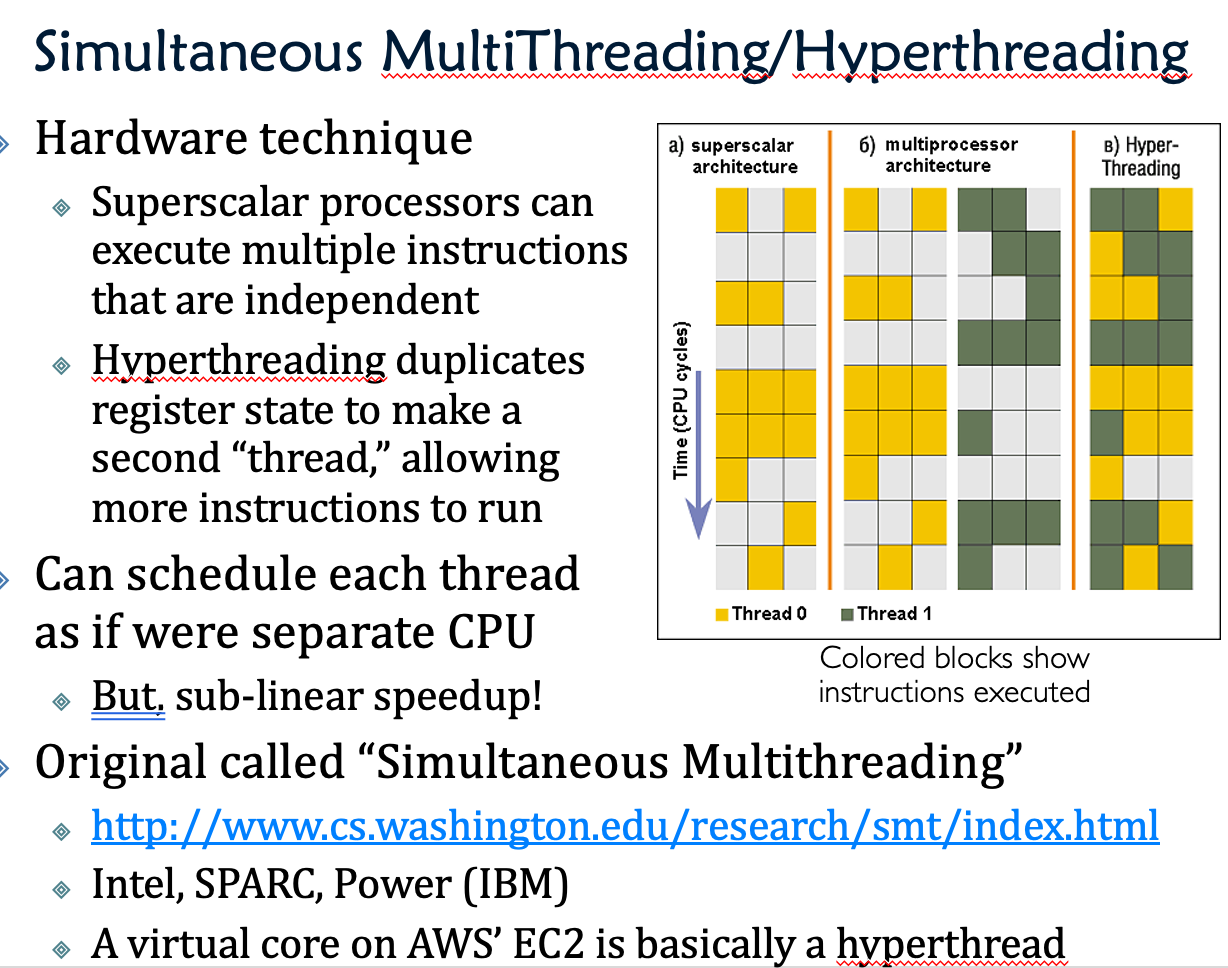 Simultaneous MultiThreading/Hyperthreading
Hardware technique
Superscalar processors can
execute multiple instructions
that are independent
Hyperthreading duplicates
register state to make a
second “thread,” allowing
more instructions to run
Can schedule each thread
as if were separate CPU
But, sub-linear speedup!
Original called “Simultaneous Multithreading”
http://www.cs.washington.edu/research/smt/index.html
Intel, SPARC, Power (IBM)
A virtual core on AWS’ EC2 is basically a hyperthread
а) superscalar
architecture
б) multiprocessor
architecture
в) Hyper-
Threading
Time (CPU cycles)
Thread 0
Thread 1
Colored blocks show
instructions executed